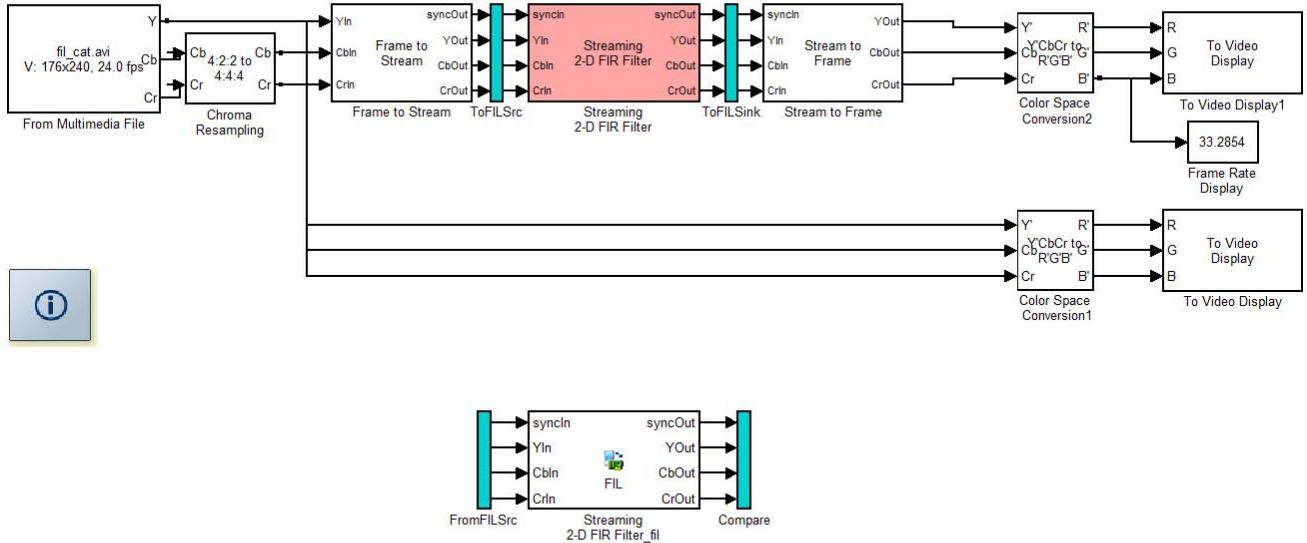 Y
fil_cat.avi
V: 176x240, 24.0 fps
Cb
Cr
From Multimedia File
Cb
Cr
4:2:2 to
4:4:4
Cb
Cr
Chroma
Resampling
YIn
CbIn
CrIn
Frame to
Stream
syncOut
YOut
CbOut
CrOut
Frame to Stream
ToFILSrc
syncIn
YIn
CbIn
CrIn
Streaming
2-D FIR Filter
syncOut
YOut
CbOut
CrOut
Streaming
2-D FIR Filter
ToFILSink
syncIn
YIn
CbIn
CrIn
Stream to
Frame
YOut
CbOut
CrOut
Stream to Frame
Y'
Cb
Cr
Y'CbCr to
R'G'B'
R'
G'
B'
Color Space
Conversion2
R
G
B
To Video
Display
To Video Display1
33.2854
Frame Rate
Display
Y'
Cb
Cr
Y'CbCr to
R'G'B'
R'
G'
B'
Color Space
Conversion1
R
G
B
To Video
Display
To Video Display
syncIn
YIn
CbIn
CrIn
FIL
syncOut
YOut
CbOut
CrOut
FromFILSrc
Streaming
2-D FIR Filter_fil
Compare